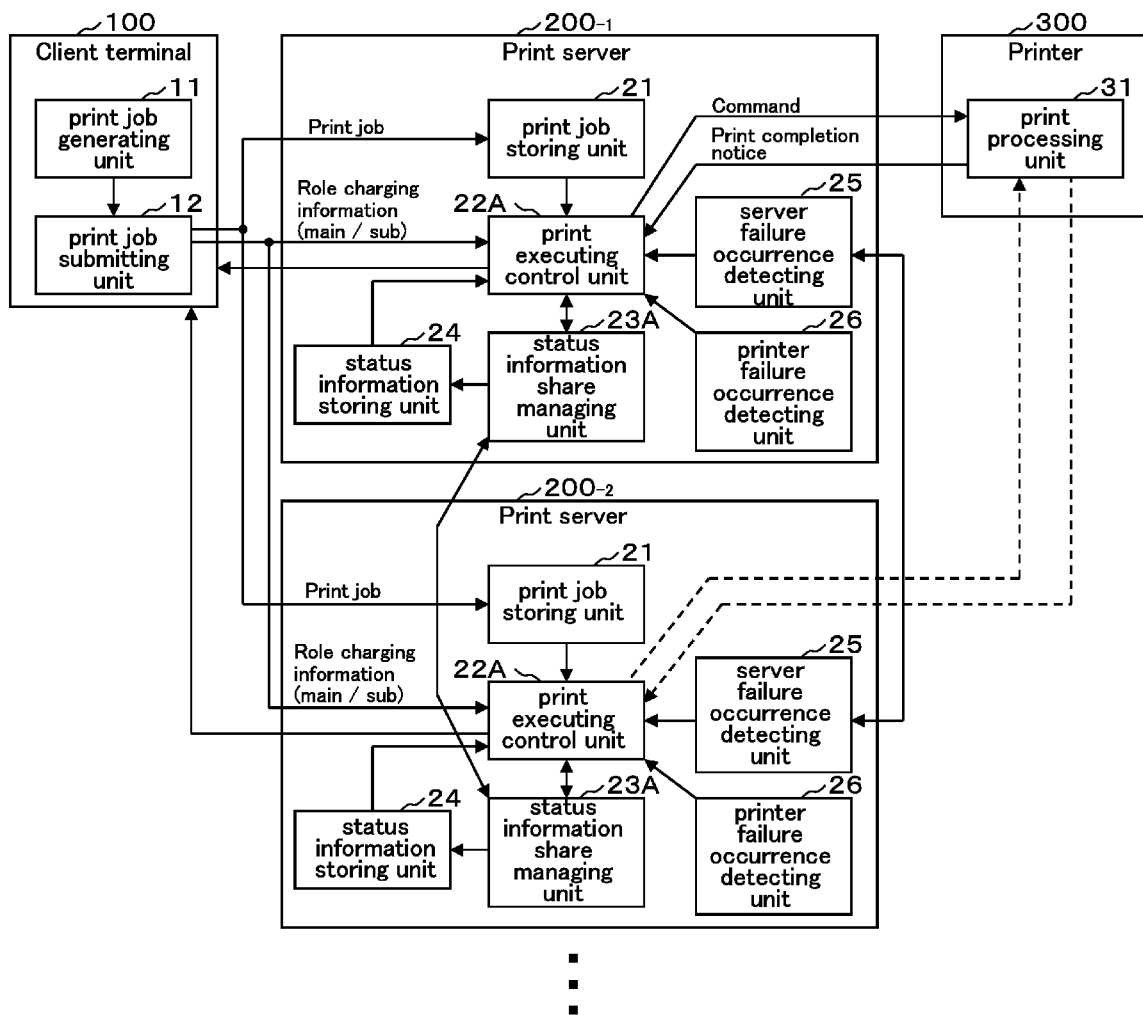 100
Client terminal
11
print job
generating
unit
12
print job
submitting
unit
200-1
Print server
Print job
21
print job
storing unit
Role charging
information
(main / sub)
22A
print
executing
control unit
24
status
information
storing unit
23A
status
information
share
managing
unit
Command
Print completion
notice
25
server
failure
occurrence
detecting
unit
26
printer
failure
occurrence
detecting
unit
300
Printer
31
print
processing
unit
200-2
Print server
Print job
21
print job
storing unit
Role charging
information
(main / sub)
22A
print
executing
control unit
24
status
information
storing unit
23A
status
information
share
managing
unit
25
server
failure
occurrence
detecting
unit
26
printer
failure
occurrence
detecting
unit